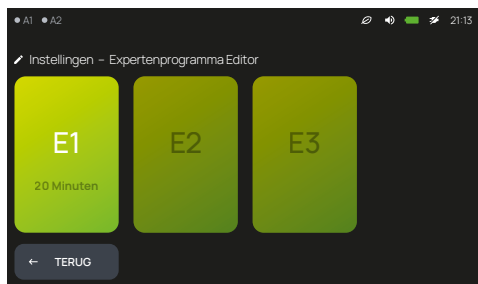 A1 A2 21:13
Instellingen – Expertenprogramma Editor
E1 E2 E3
20 Minuten
← TERUG